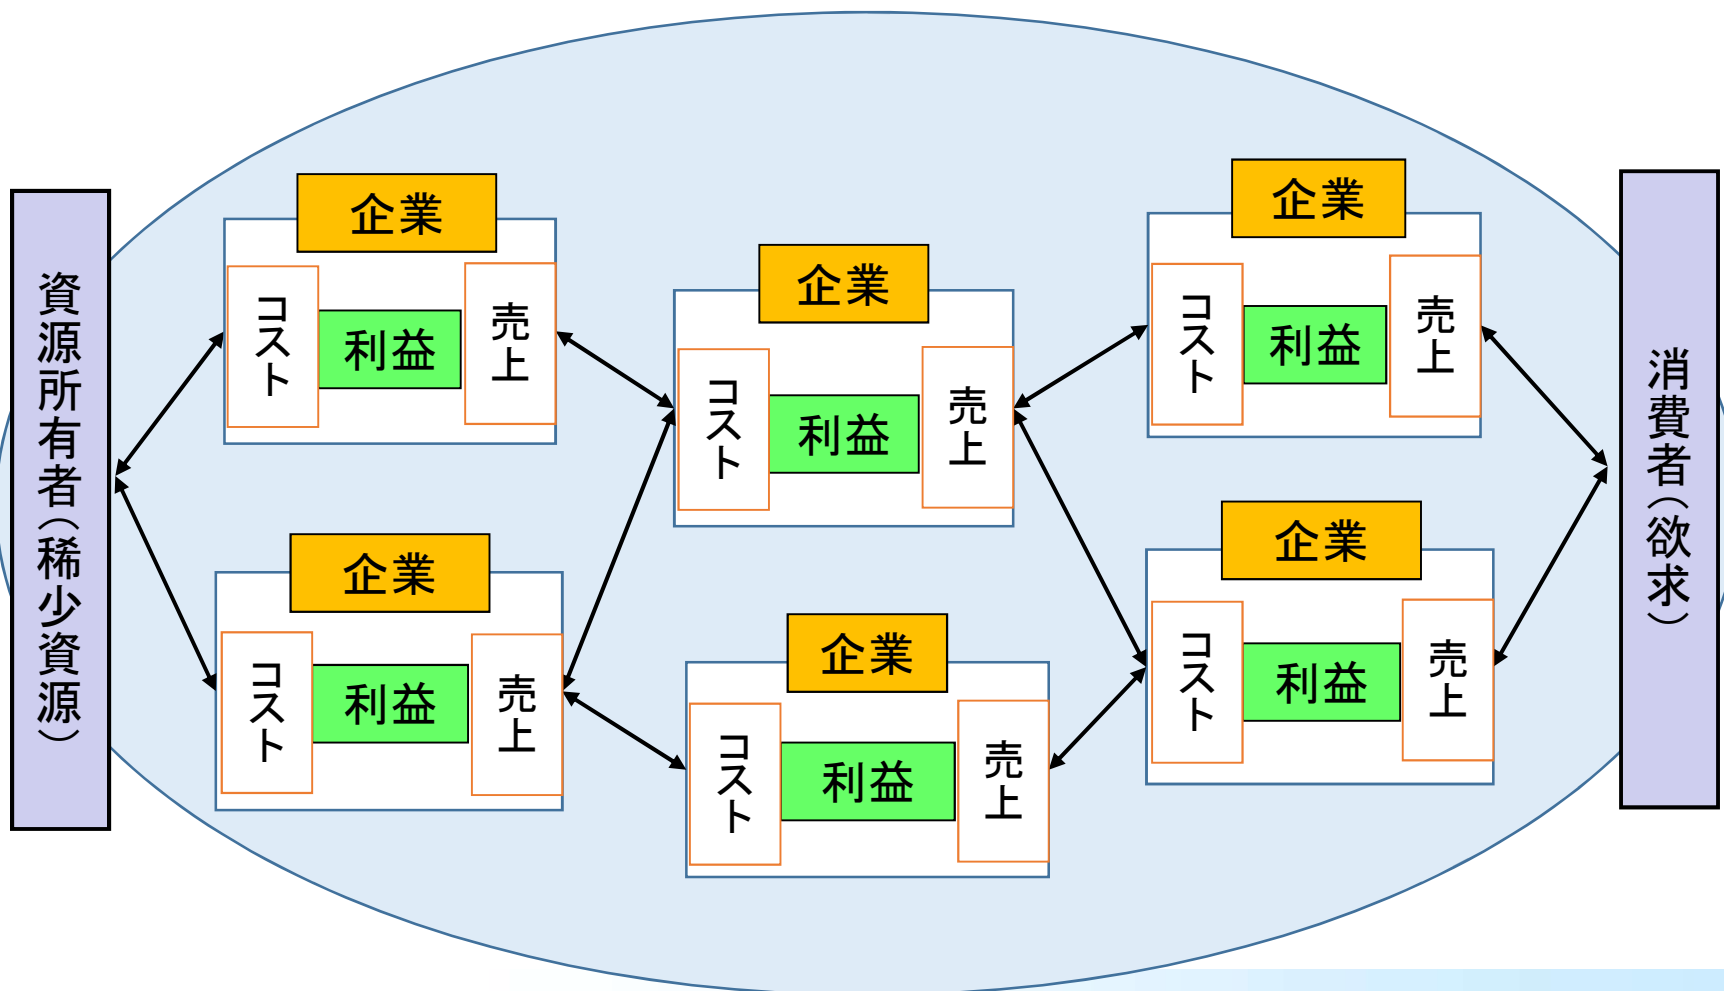 資源所有者（稀少資源）
企業
コスト
利益
売上
企業
コスト
利益
売上
企業
コスト
利益
売上
企業
コスト
利益
売上
企業
コスト
利益
売上
企業
コスト
利益
売上
消費者（欲求）